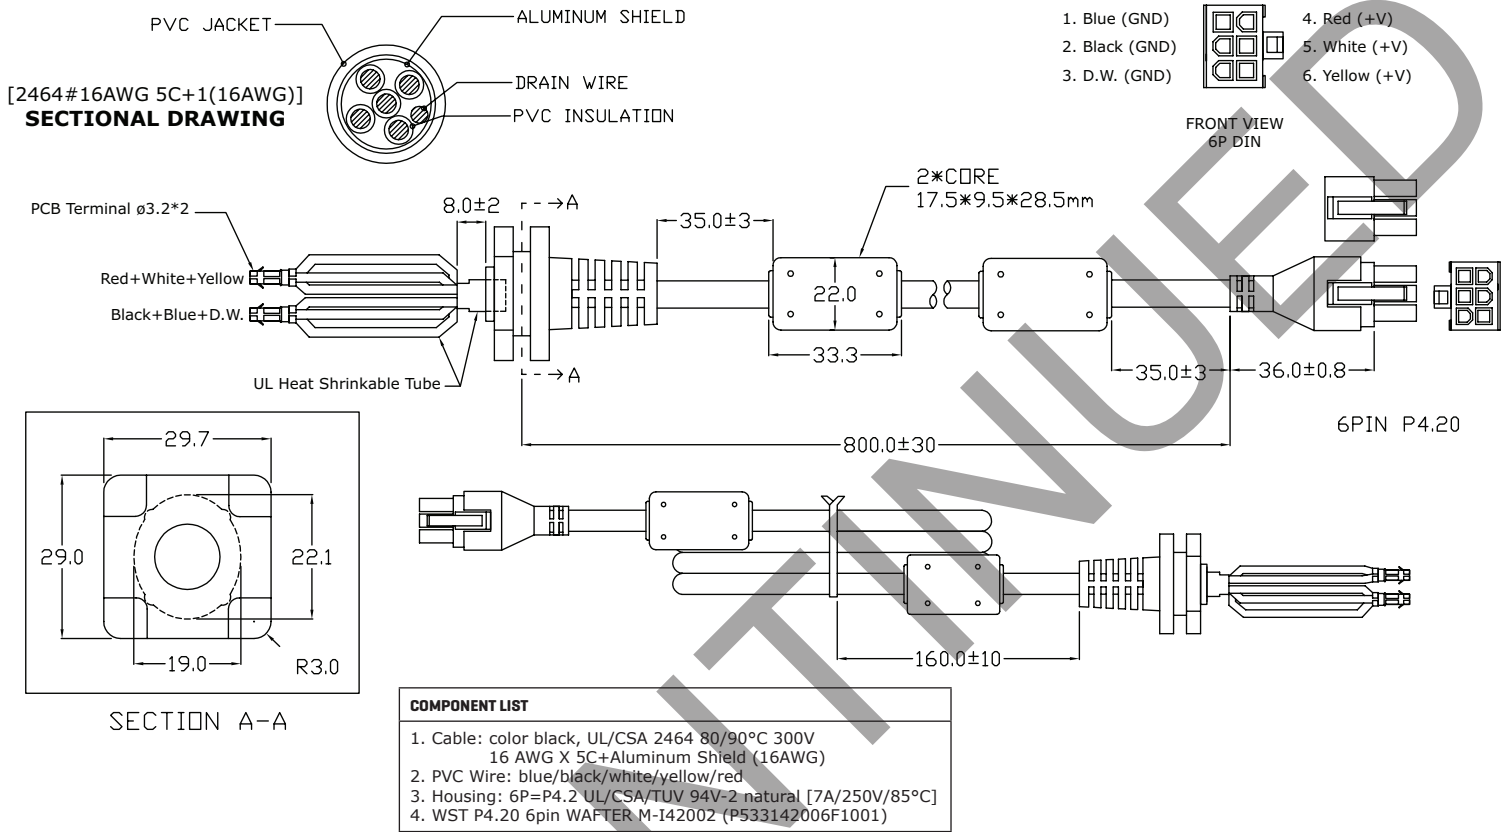 PVC JACKET
ALUMINUM SHIELD
DRAIN WIRE
PVC INSULATION
[2464#16AWG 5C+1(16AWG)]
SECTIONAL DRAWING
1. Blue (GND)
2. Black (GND)
3. D.W. (GND)
4. Red (+V)
5. White (+V)
6. Yellow (+V)
FRONT VIEW
6P DIN
PCB Terminal ø3.2*2
8.0±2
A
A
35.0±3
2*CORE
17.5*9.5*28.5mm
Red+White+Yellow
Black+Blue+D.W.
22.0
33.3
UL Heat Shrinkable Tube
35.0±3
36.0±0.8
800.0±30
6PIN P4.20
29.7
29.0
22.1
19.0
R3.0
SECTION A-A
160.0±10
COMPONENT LIST
1. Cable: color black, UL/CSA 2464 80/90°C 300V
16 AWG X 5C+Aluminum Shield (16AWG)
2. PVC Wire: blue/black/white/yellow/red
3. Housing: 6P=P4.2 UL/CSA/TUV 94V-2 natural [7A/250V/85°C]
4. WST P4.20 6pin WAFTER M-I42002 (P533142006F1001)
NTINUED